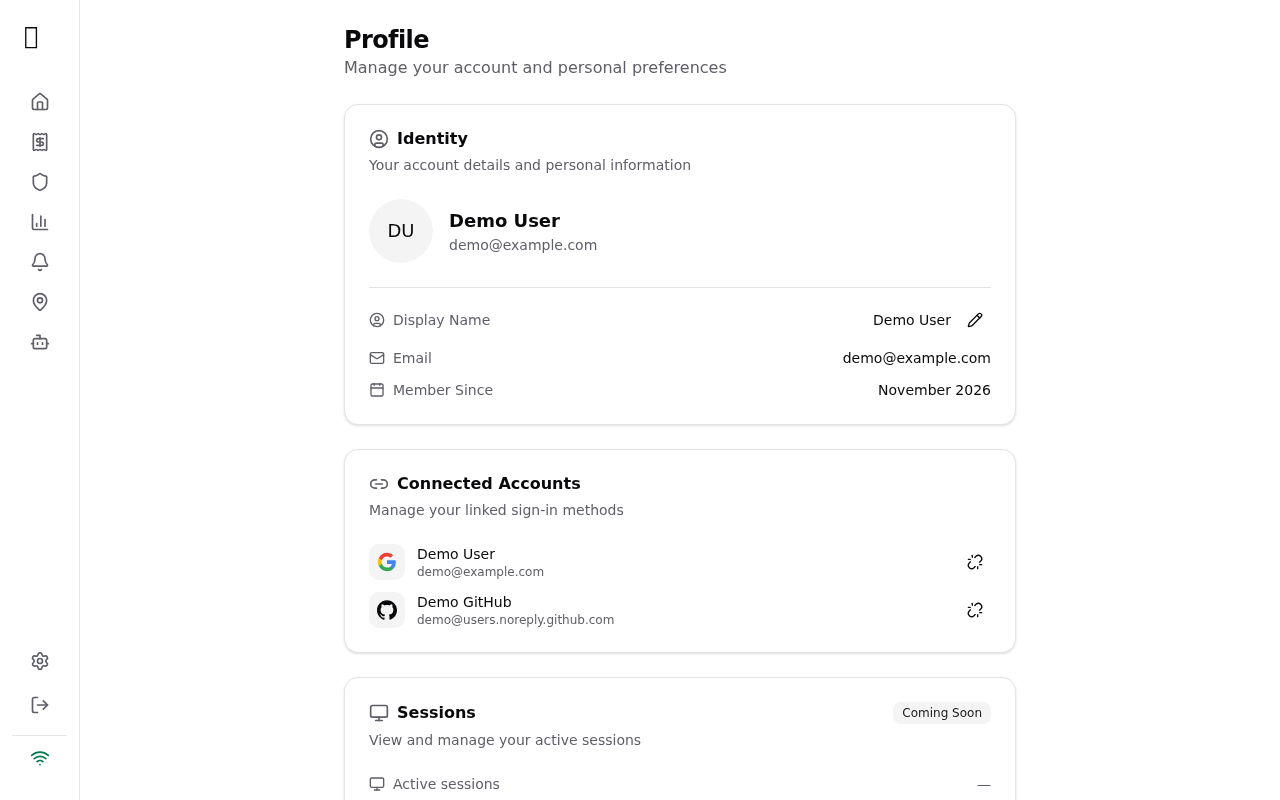 Profile
Manage your account and personal preferences
Identity
Your account details and personal information
DU
Demo User
demo@example.com
Display Name
Demo User
Email
demo@example.com
Member Since
November 2026
Connected Accounts
Manage your linked sign-in methods
Demo User
demo@example.com
Demo GitHub
demo@users.noreply.github.com
Sessions
Coming Soon
View and manage your active sessions
Active sessions
—